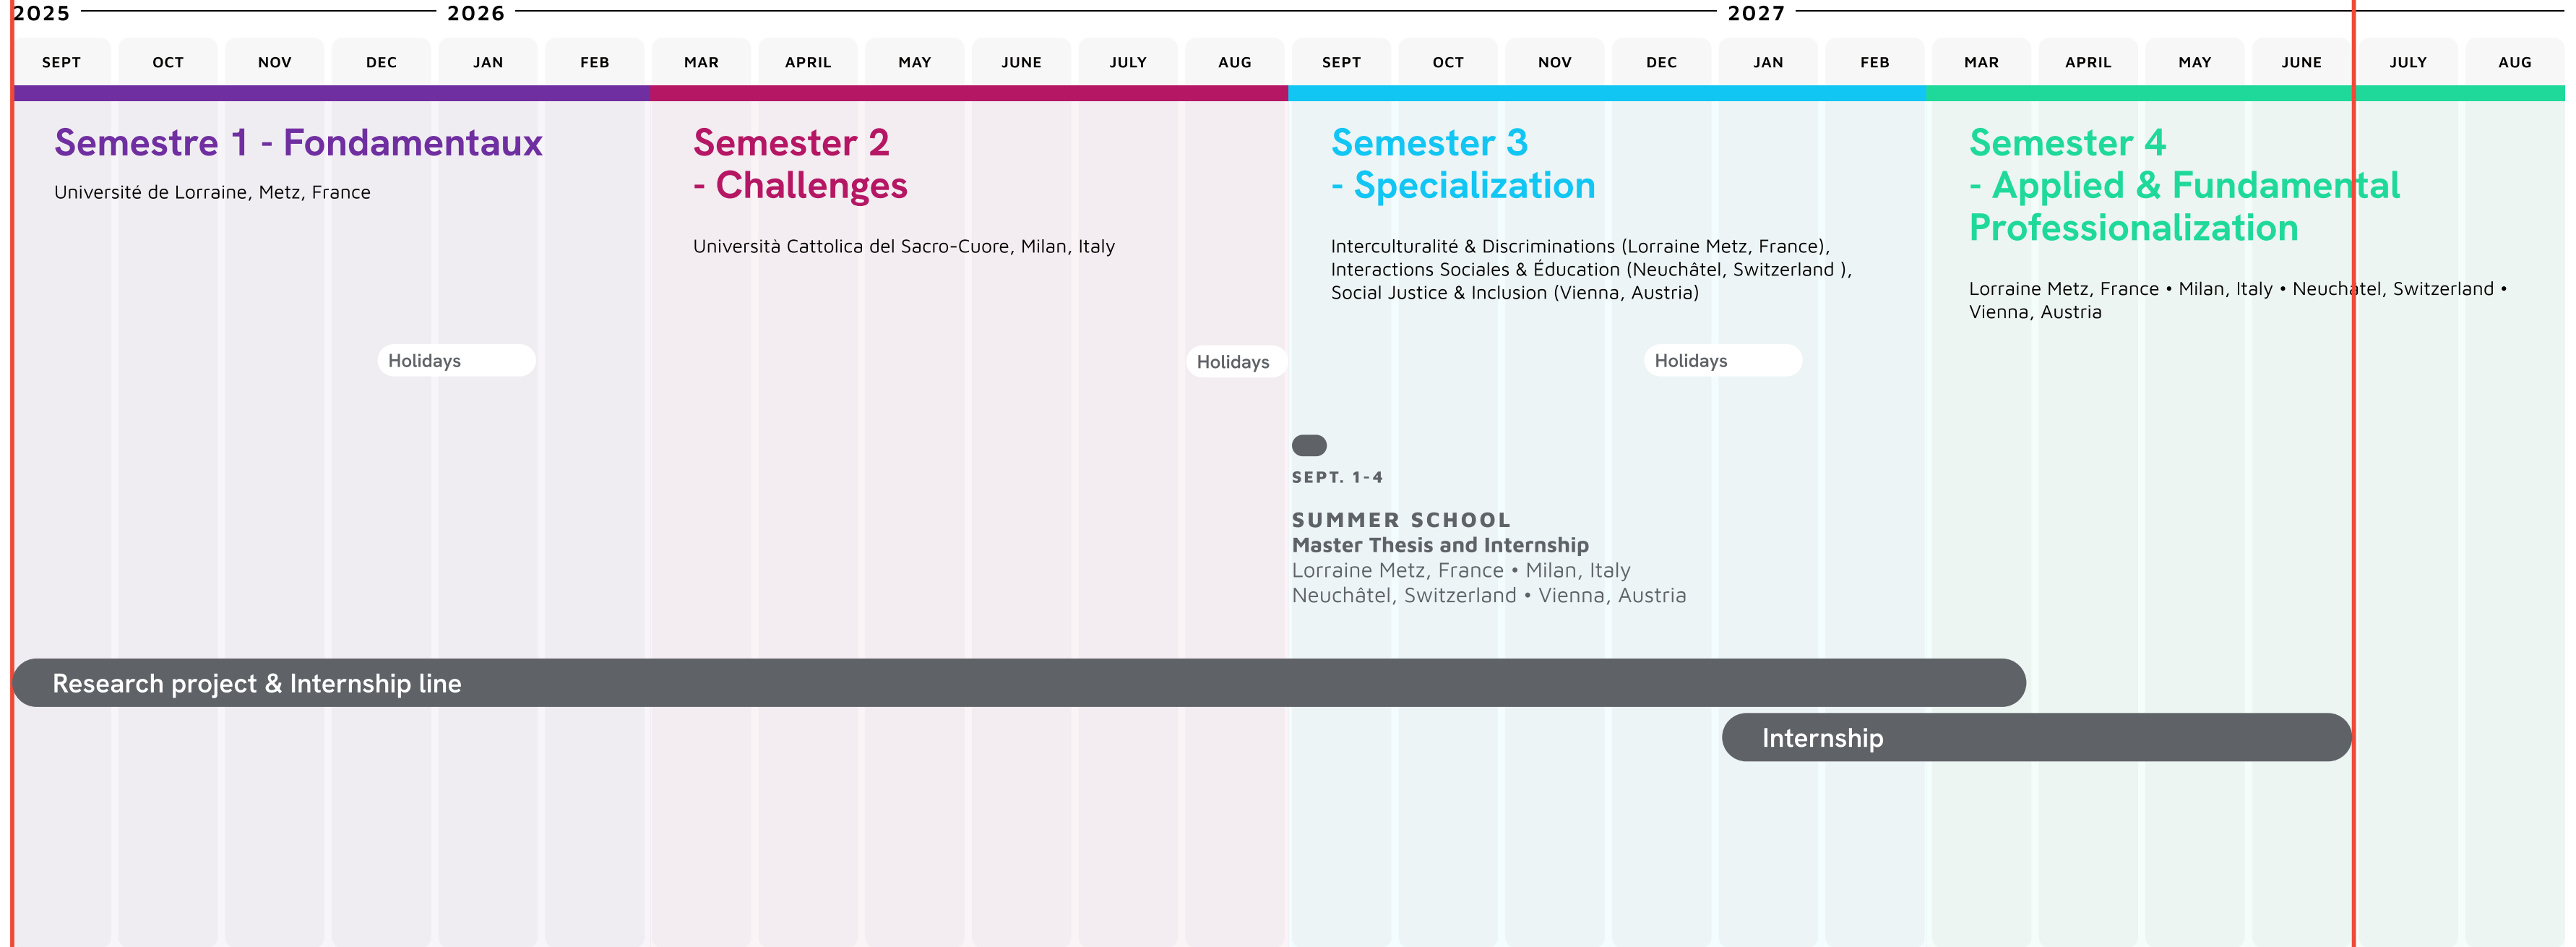 2025
2026
2027
SEPT OCT NOV DEC JAN FEB MAR APRIL MAY JUNE JULY AUG SEPT OCT NOV DEC JAN FEB MAR APRIL MAY JUNE JULY AUG
Semestre 1 - Fondamentaux
Université de Lorraine, Metz, France
Semester 2
- Challenges
Università Cattolica del Sacro-Cuore, Milan, Italy
Semester 3
- Specialization
Interculturalité & Discriminations (Lorraine Metz, France),
Interactions Sociales & Éducation (Neuchâtel, Switzerland ),
Social Justice & Inclusion (Vienna, Austria)
Semester 4
- Applied & Fundamental
Professionalization
Lorraine Metz, France • Milan, Italy • Neuchâtel, Switzerland •
Vienna, Austria
Holidays
Holidays
Holidays
SEPT. 1-4
SUMMER SCHOOL
Master Thesis and Internship
Lorraine Metz, France • Milan, Italy
Neuchâtel, Switzerland • Vienna, Austria
Research project & Internship line
Internship